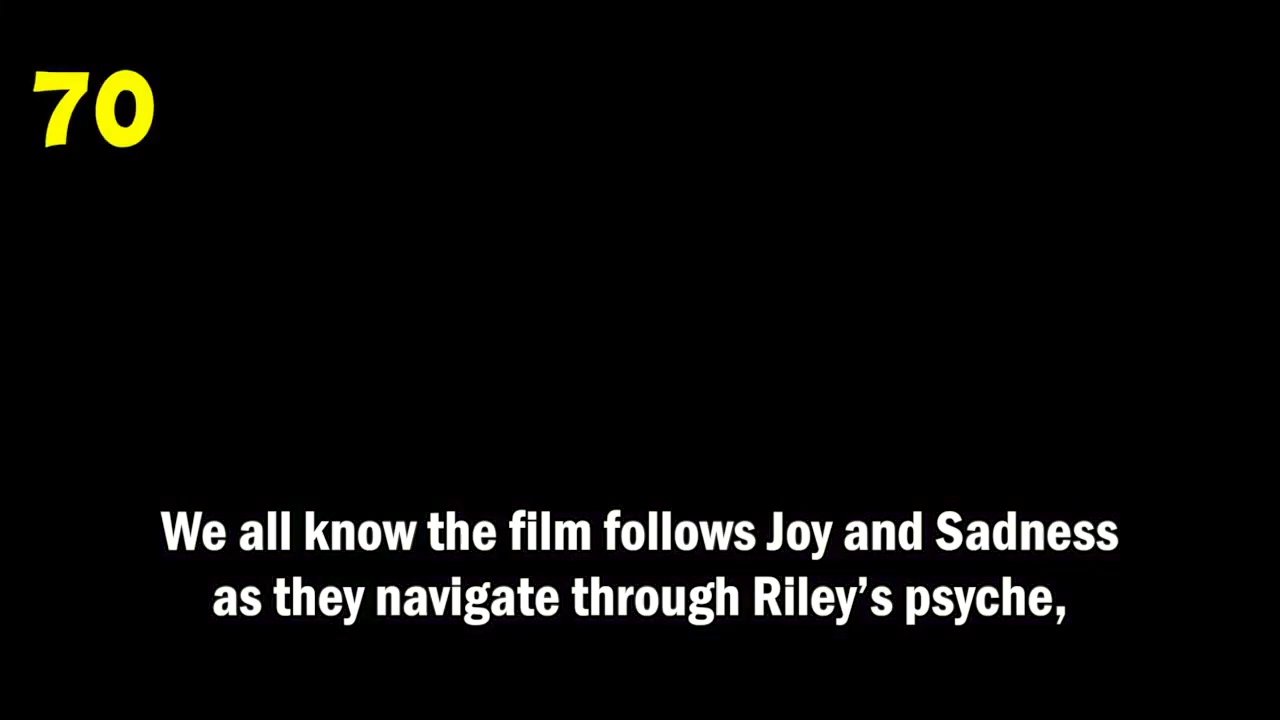 70
We all know the film follows Joy and Sadness
as they navigate through Riley’s psyche,